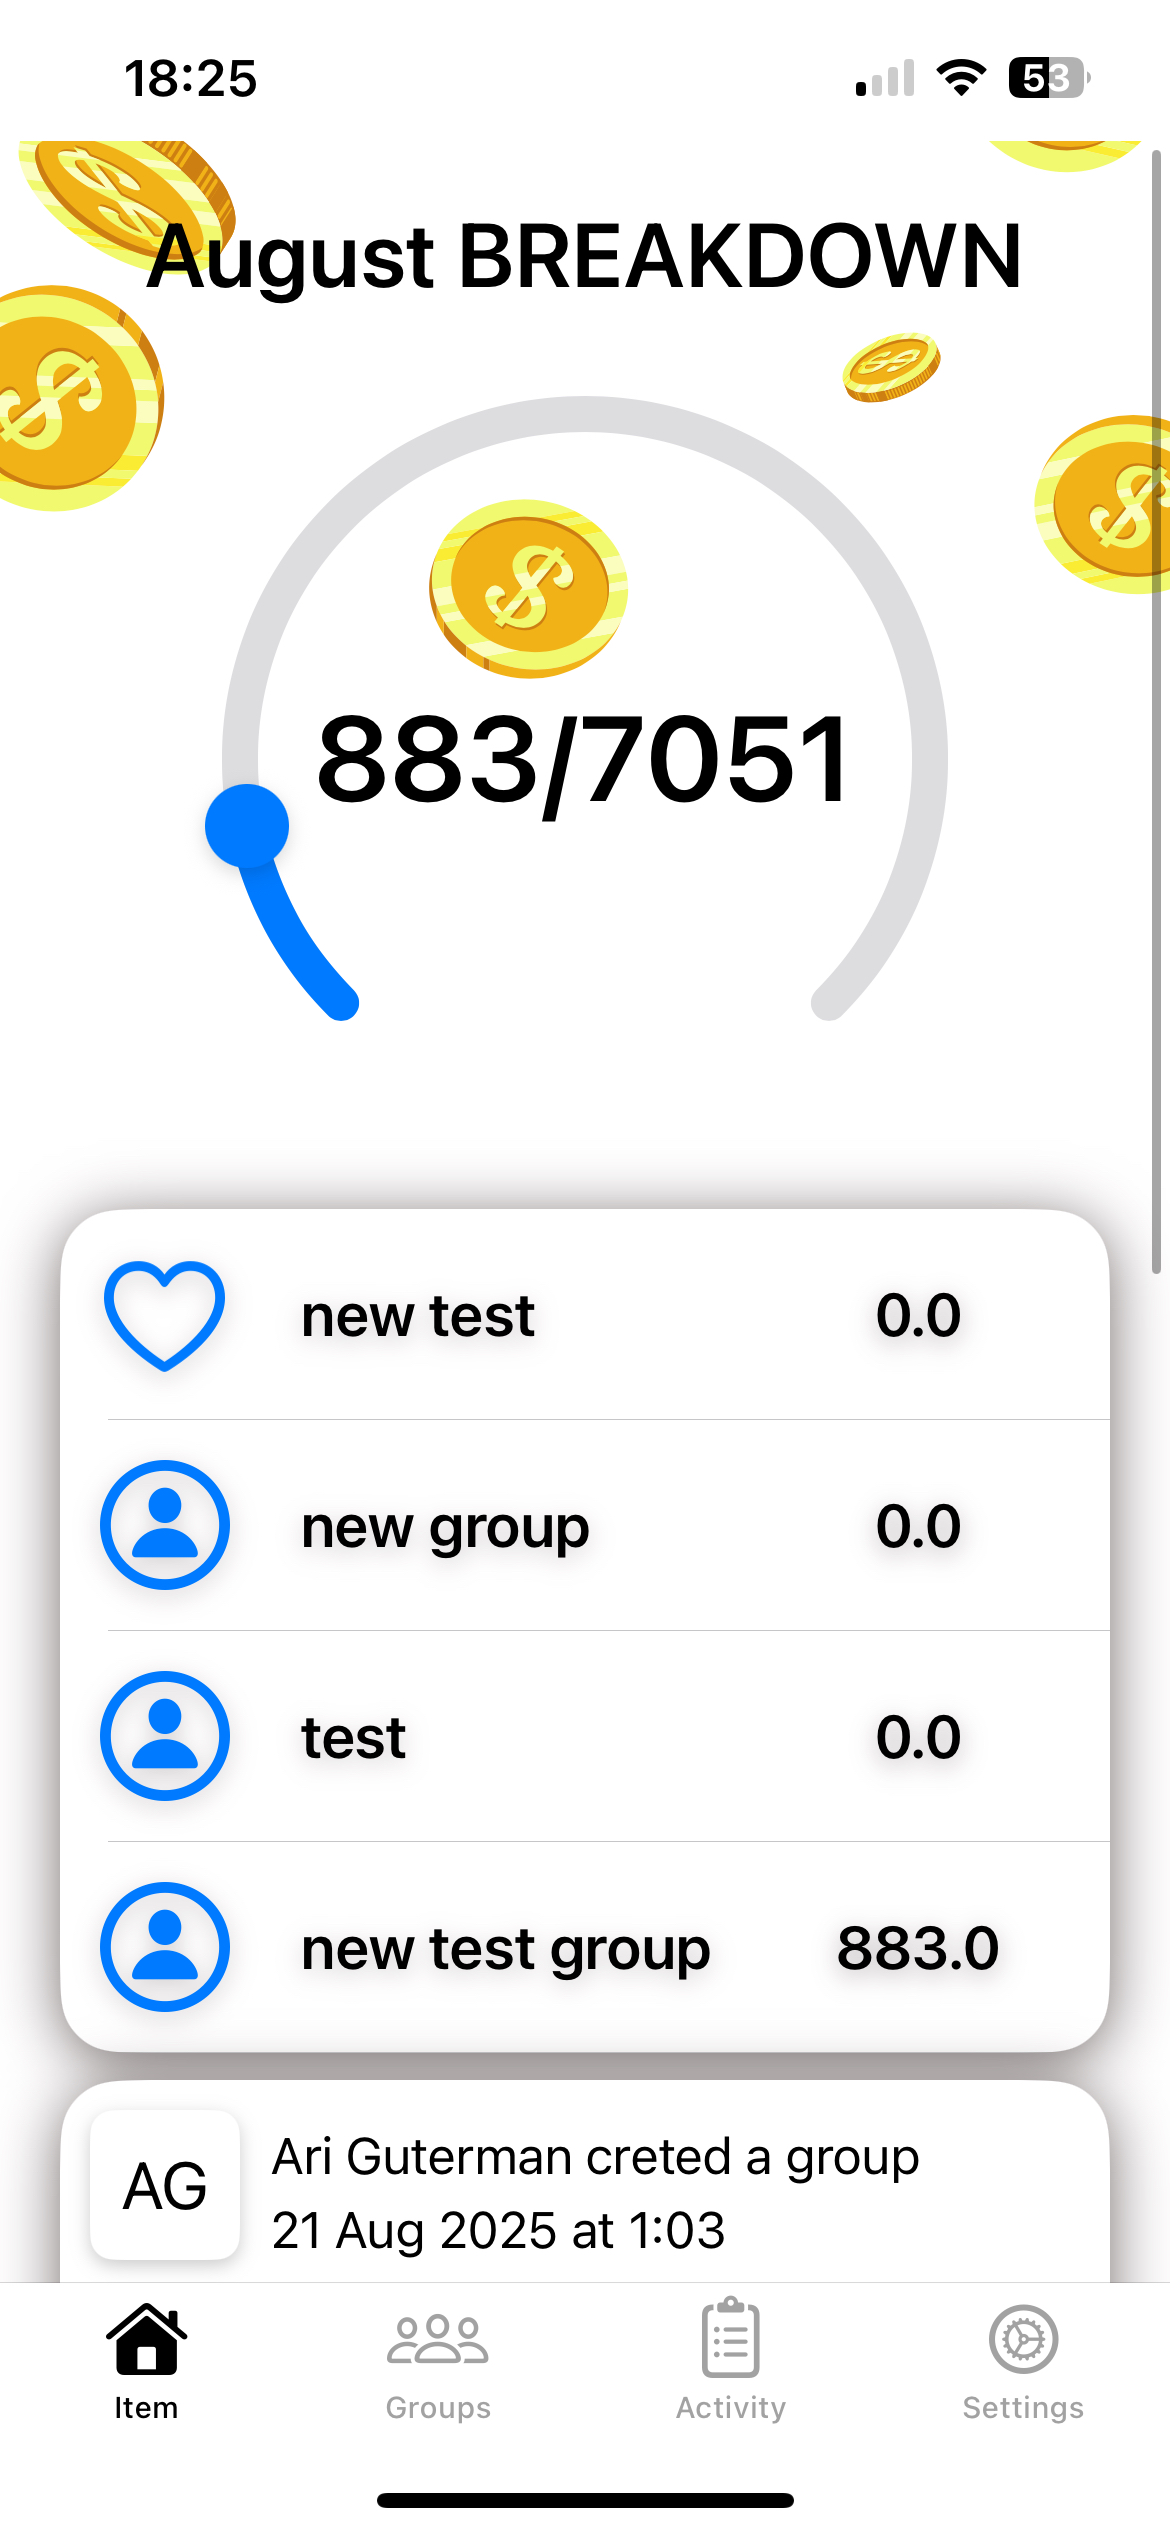 18:25
53
August BREAKDOWN
883/7051
new test 0.0
new group 0.0
test 0.0
new test group 883.0
AG
Ari Guterman creted a group
21 Aug 2025 at 1:03
Item Groups Activity Settings